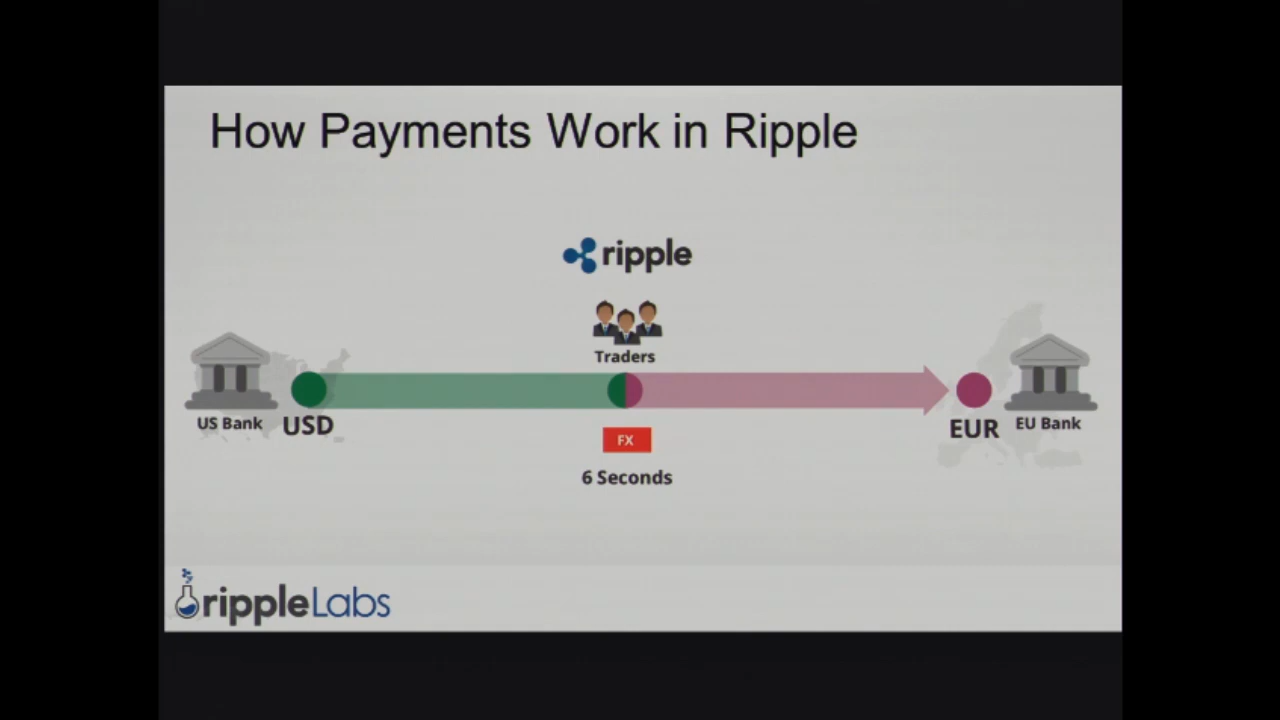 How Payments Work in Ripple
ripple
Traders
US Bank
USD
FX
6 Seconds
EUR
EU Bank
rippleLabs